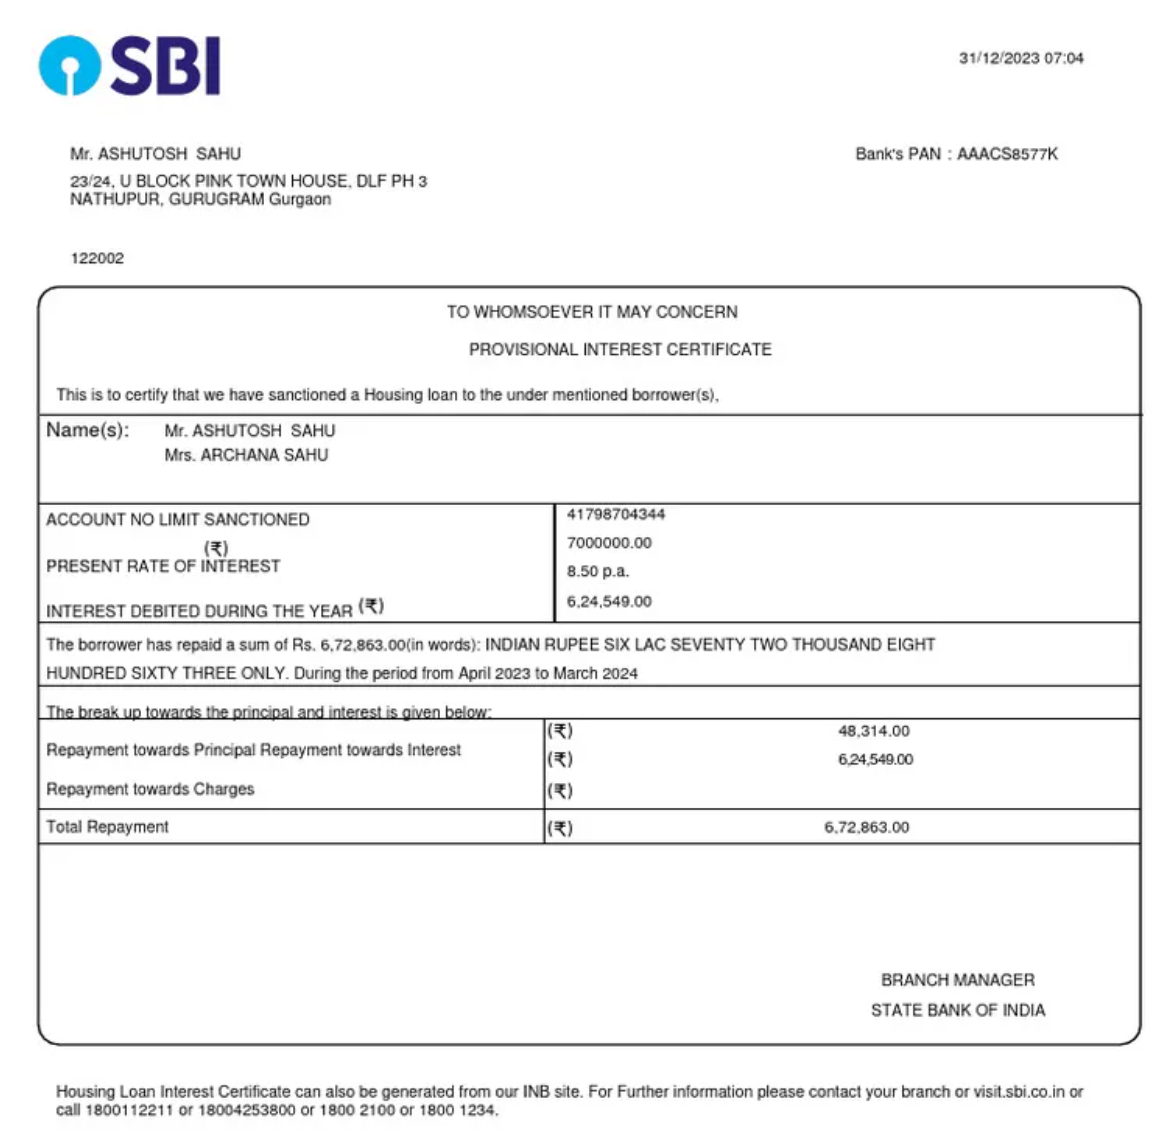 SBI
31/12/2023 07:04
Mr. ASHUTOSH SAHU
Bank's PAN : AAACS8577K
23/24, U BLOCK PINK TOWN HOUSE, DLF PH 3
NATHUPUR, GURUGRAM Gurgaon
122002
TO WHOMSOEVER IT MAY CONCERN
PROVISIONAL INTEREST CERTIFICATE
This is to certify that we have sanctioned a Housing loan to the under mentioned borrower(s),
Name(s): Mr. ASHUTOSH SAHU
Mrs. ARCHANA SAHU
ACCOUNT NO LIMIT SANCTIONED 41798704344
(₹) 7000000.00
PRESENT RATE OF INTEREST 8.50 p.a.
INTEREST DEBITED DURING THE YEAR (₹) 6,24,549.00
The borrower has repaid a sum of Rs. 6,72,863.00(in words): INDIAN RUPEE SIX LAC SEVENTY TWO THOUSAND EIGHT
HUNDRED SIXTY THREE ONLY. During the period from April 2023 to March 2024
The break up towards the principal and interest is given below:
(₹) 48,314.00
Repayment towards Principal Repayment towards Interest
(₹) 6,24,549.00
Repayment towards Charges (₹)
Total Repayment (₹) 6,72,863.00
BRANCH MANAGER
STATE BANK OF INDIA
Housing Loan Interest Certificate can also be generated from our INB site. For Further information please contact your branch or visit.sbi.co.in or
call 1800112211 or 18004253800 or 1800 2100 or 1800 1234.